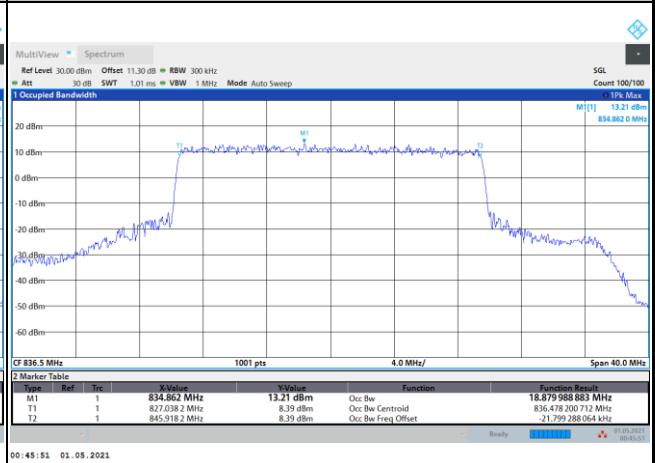 MultiView Spectrum
Ref Level 30.00 dBm Offset 11.30 dB RBW 300 kHz SGL
Att 30 dB SWT 1.01 ms VBW 1 MHz Mode Auto Sweep Count 100/100
1 Occupied Bandwidth 1Pk Max
M1[1] 13.21 dBm
834.862 0 MHz
20 dBm
M1
T1 T2
10 dBm
0 dBm
-10 dBm
-20 dBm
-30 dBm
-40 dBm
-50 dBm
-60 dBm
CF 836.5 MHz 1001 pts 4.0 MHz/ Span 40.0 MHz
2 Marker Table
Type Ref Trc X-Value Y-Value Function Function Result
M1 1 834.862 MHz 13.21 dBm Occ Bw 18.879 988 883 MHz
T1 1 827.038 2 MHz 8.39 dBm Occ Bw Centroid 836.478 200 712 MHz
T2 1 845.918 2 MHz 8.39 dBm Occ Bw Freq Offset -21.799 288 064 kHz
Ready 01.05.2021
00:45:51
00:45:51 01.05.2021